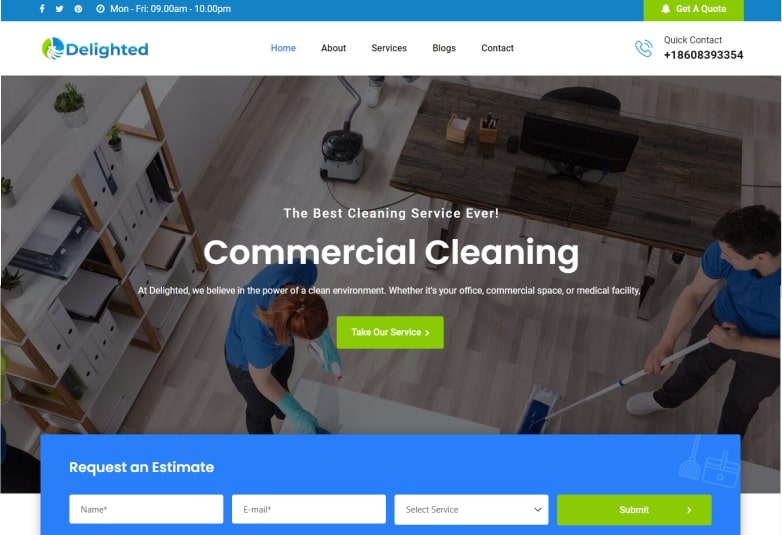 Mon - Fri: 09.00am - 10.00pm
Get A Quote
Delighted
Home
About
Services
Blogs
Contact
Quick Contact
+18608393354
The Best Cleaning Service Ever!
Commercial Cleaning
At Delighted, we believe in the power of a clean environment. Whether it's your office, commercial space, or medical facility,
Take Our Service
Request an Estimate
Name*
E-mail*
Select Service
Submit